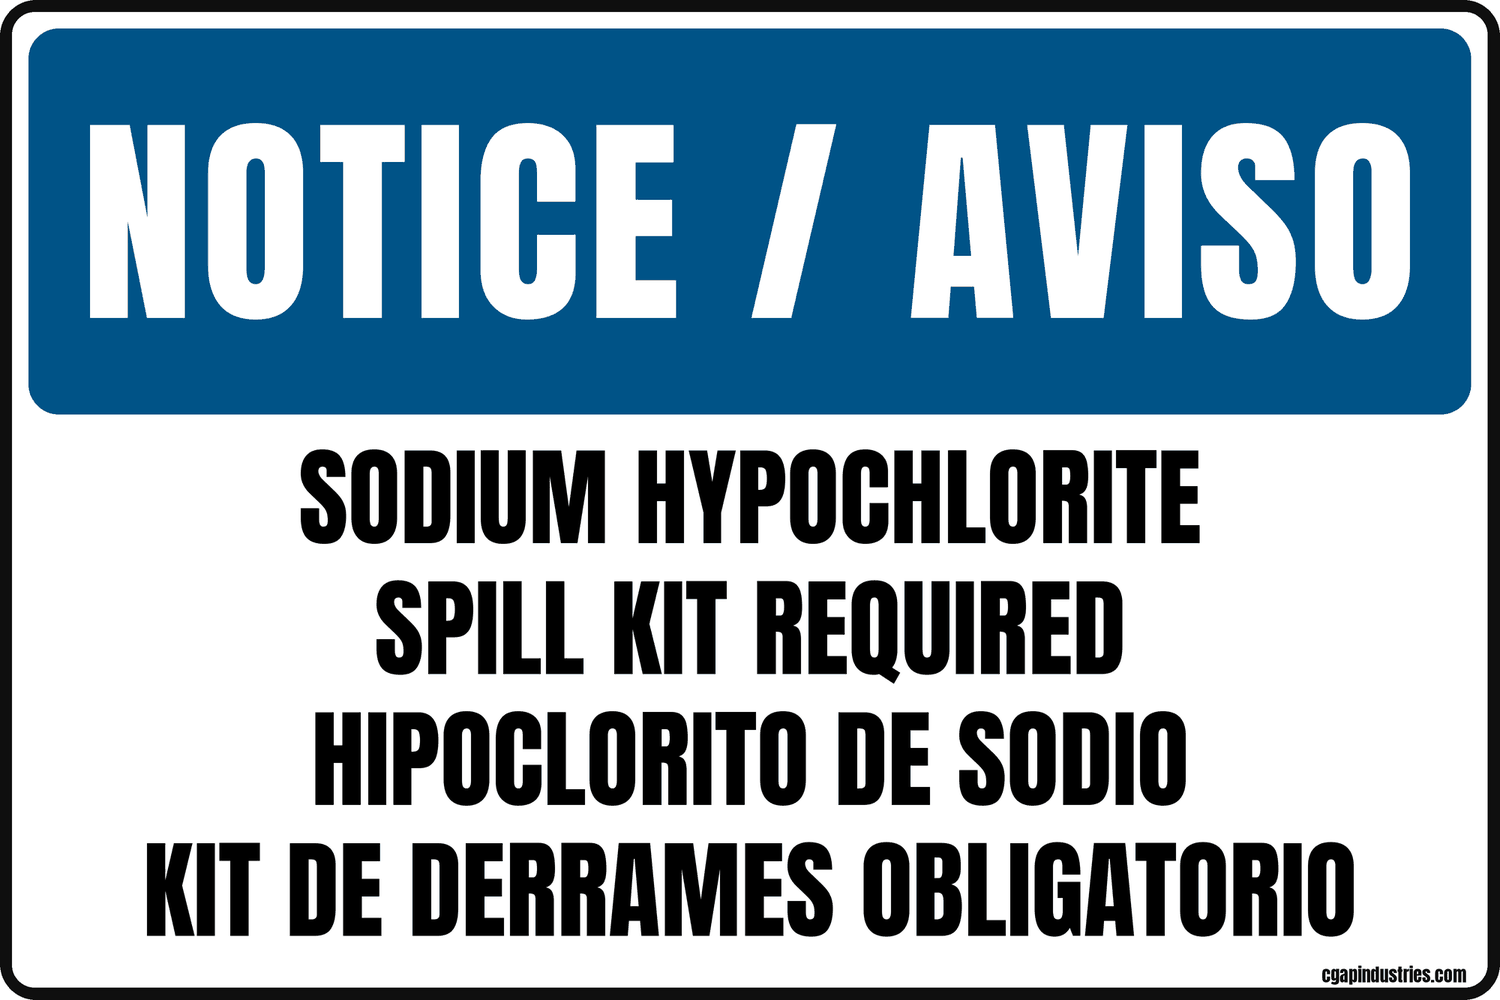 NOTICE / AVISO
SODIUM HYPOCHLORITE
SPILL KIT REQUIRED
HIPOCLORITO DE SODIO
KIT DE DERRAMES OBLIGATORIO
cgapindustries.com